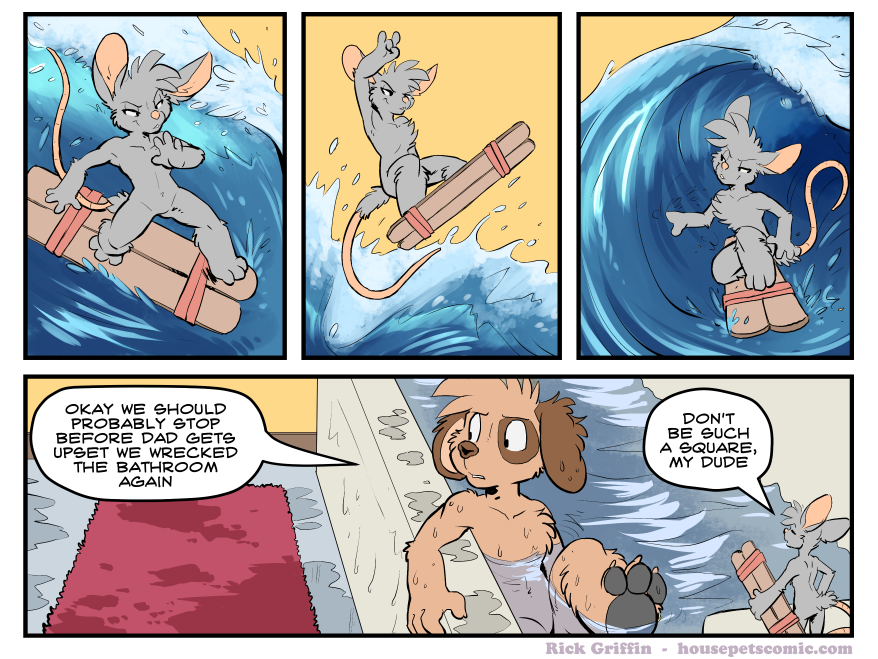 OKAY WE SHOULD
PROBABLY STOP
BEFORE DAD GETS
UPSET WE WRECKED
THE BATHROOM
AGAIN
DON'T
BE SUCH
A SQUARE,
MY DUDE
Rick Griffin - housepetscomic.com